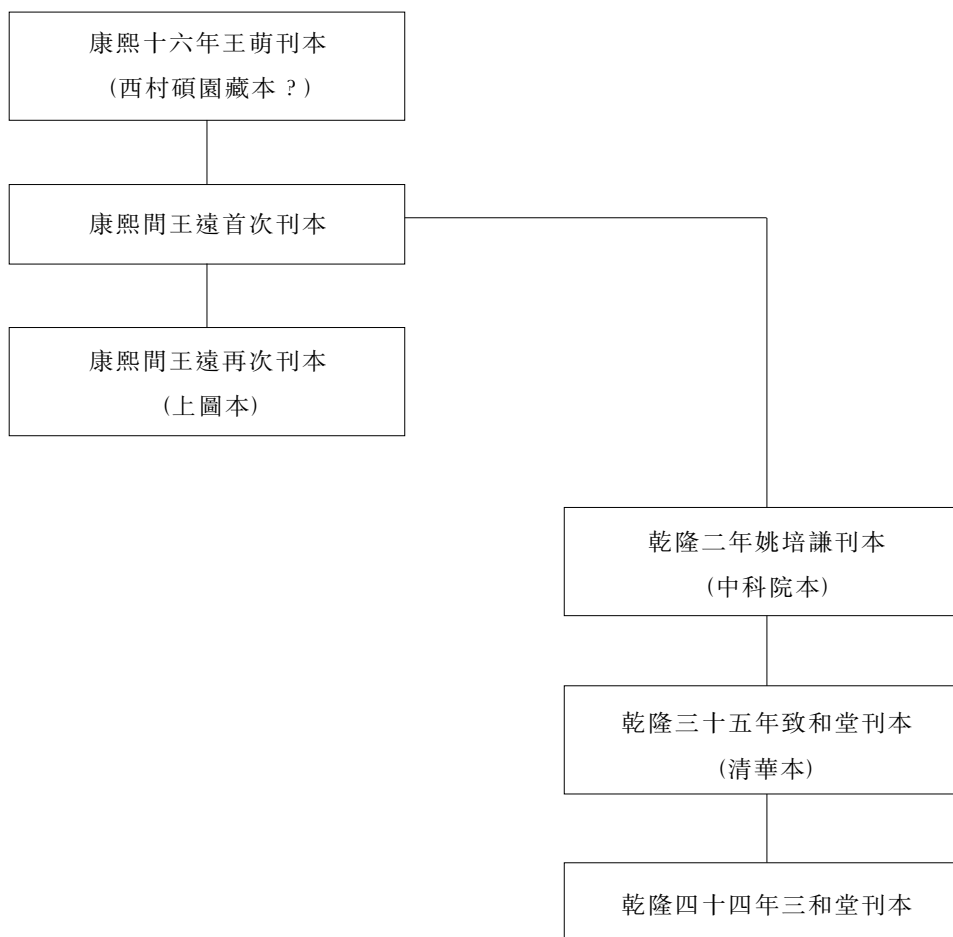 康熙十六年王萌刊本
(西村碩園藏本？)
康熙間王遠首次刊本
康熙間王遠再次刊本
(上圖本)
乾隆二年姚培謙刊本
(中科院本)
乾隆三十五年致和堂刊本
(清華本)
乾隆四十四年三和堂刊本